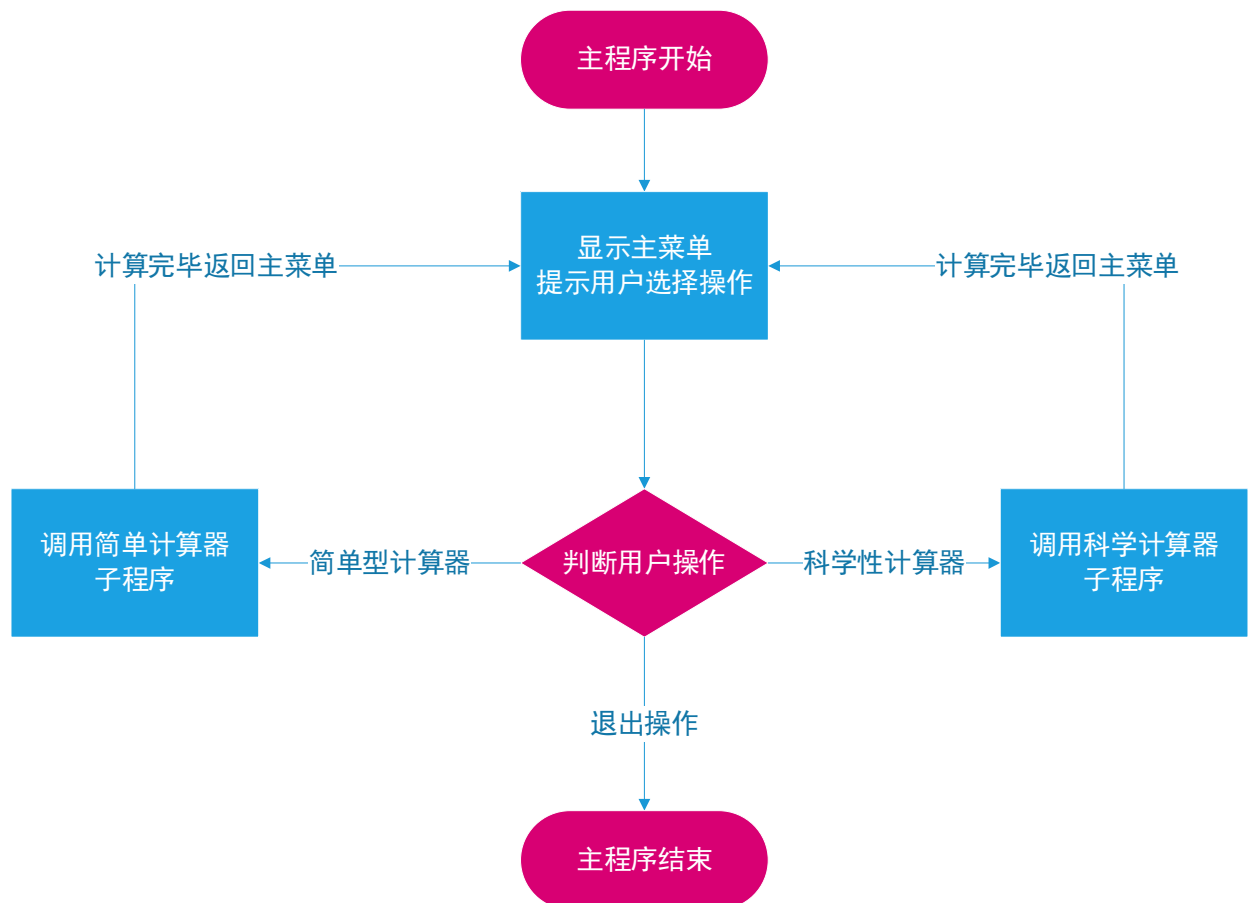 主程序开始
显示主菜单
提示用户选择操作
计算完毕返回主菜单
计算完毕返回主菜单
调用简单计算器
子程序
简单型计算器
判断用户操作
科学性计算器
调用科学计算器
子程序
退出操作
主程序结束